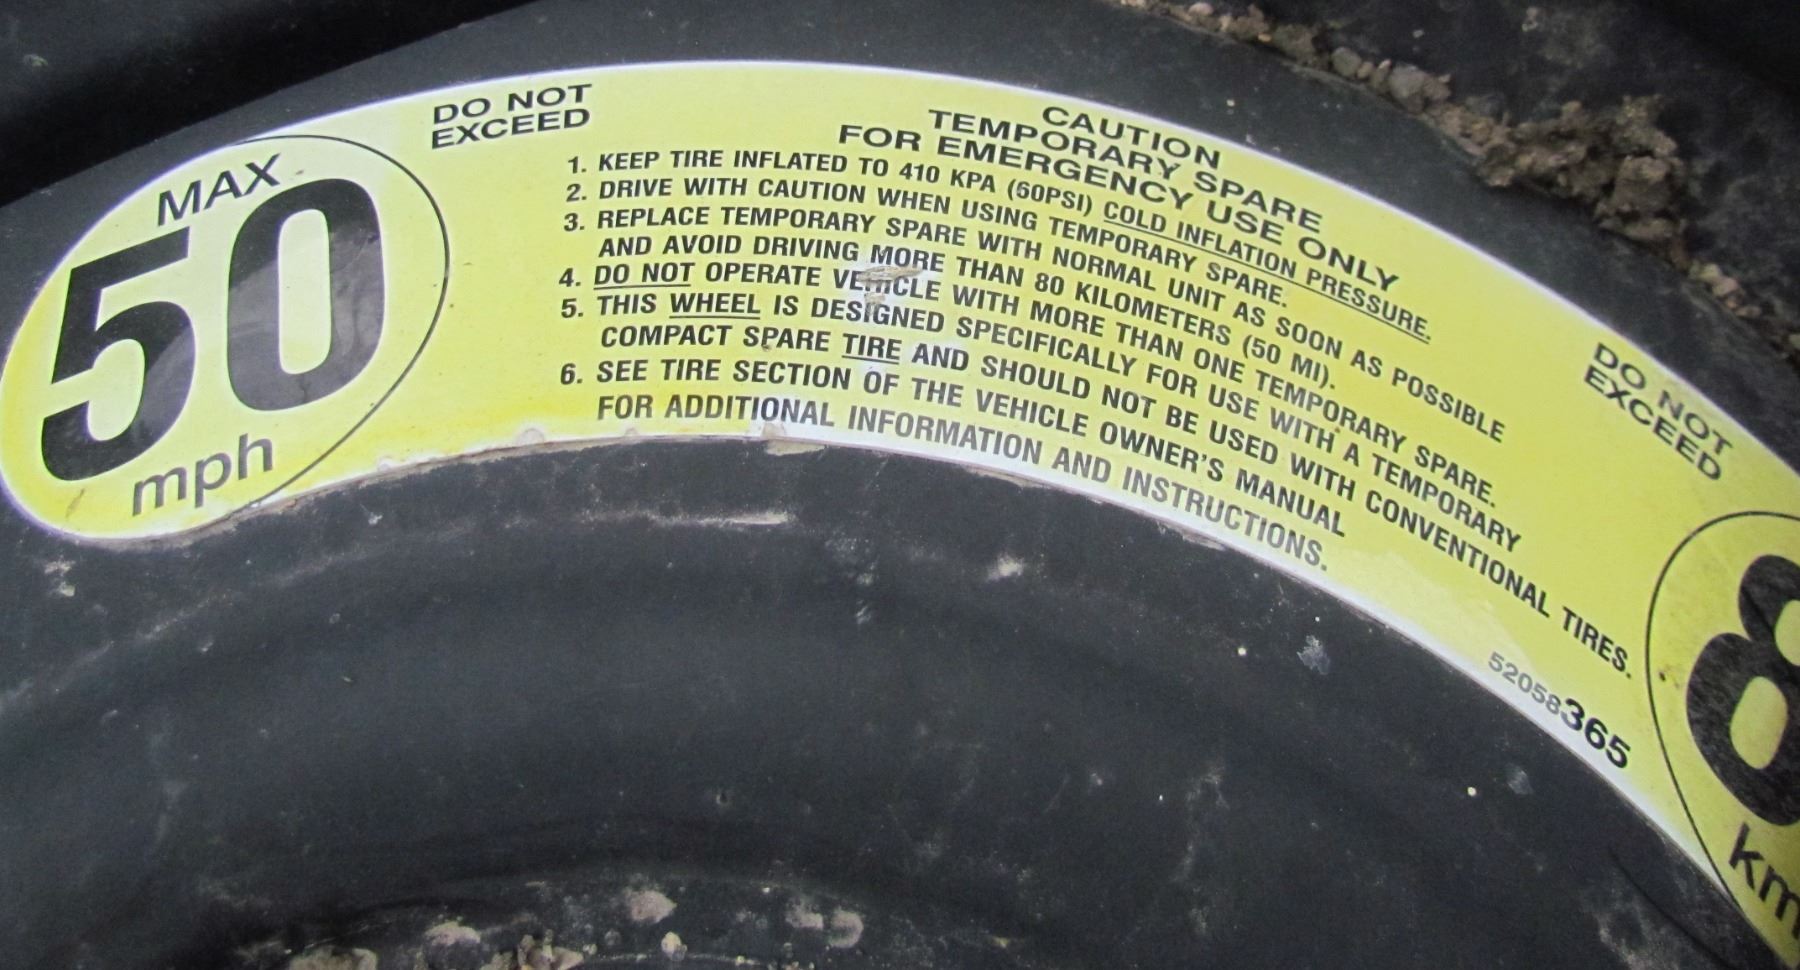 MAX
50
mph
DO NOT
EXCEED
CAUTION
TEMPORARY SPARE
FOR EMERGENCY USE ONLY
1. KEEP TIRE INFLATED TO 410 KPA (60PSI) COLD INFLATION PRESSURE.
2. DRIVE WITH CAUTION WHEN USING TEMPORARY SPARE.
3. REPLACE TEMPORARY SPARE WITH NORMAL UNIT AS SOON AS POSSIBLE
AND AVOID DRIVING MORE THAN 80 KILOMETERS (50 MI).
4. DO NOT OPERATE VEHICLE WITH MORE THAN ONE TEMPORARY SPARE.
5. THIS WHEEL IS DESIGNED SPECIFICALLY FOR USE WITH A TEMPORARY
COMPACT SPARE TIRE AND SHOULD NOT BE USED WITH CONVENTIONAL TIRES.
6. SEE TIRE SECTION OF THE VEHICLE OWNER'S MANUAL
FOR ADDITIONAL INFORMATION AND INSTRUCTIONS.
52058365
DO NOT
EXCEED
8
km